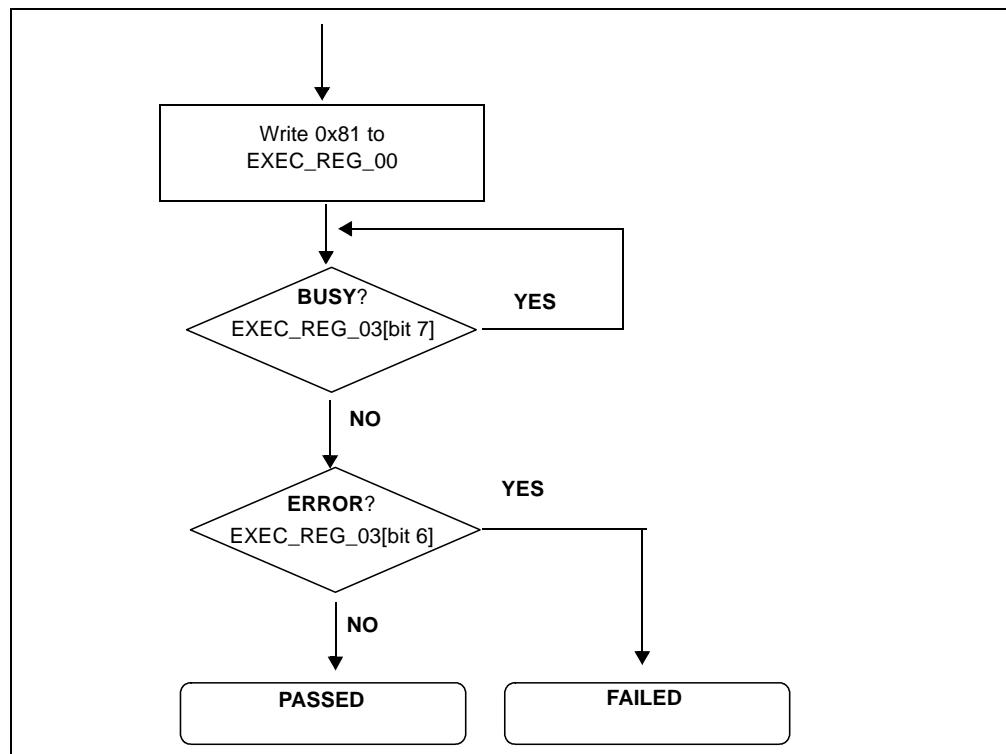 Write 0x81 to
EXEC_REG_00
BUSY?
YES
EXEC_REG_03[bit 7]
NO
YES
ERROR?
EXEC_REG_03[bit 6]
NO
PASSED
FAILED